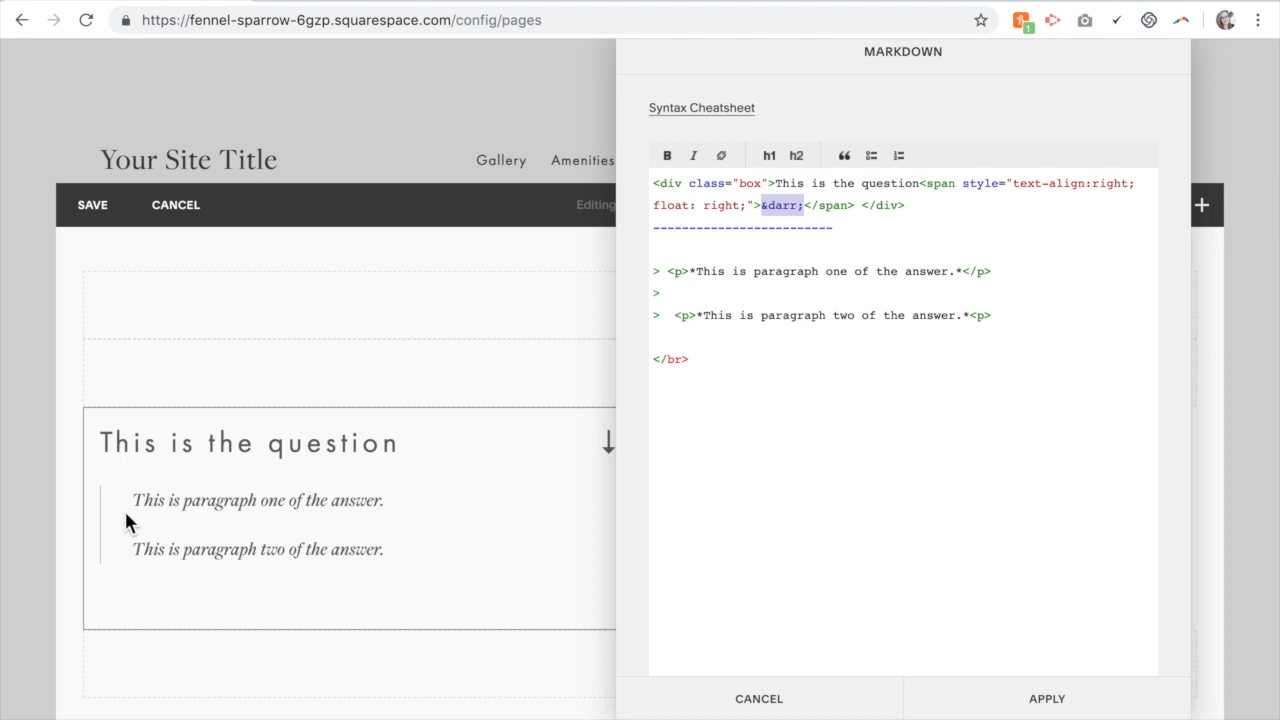 https://fennel-sparrow-6gzp.squarespace.com/config/pages
1
MARKDOWN
Syntax Cheatsheet
Your Site Title
Gallery Amenities
B I h1 h2
SAVE CANCEL Editing
<div class="box">This is the question<span style="text-align:right;
float: right;">&darr;</span> </div>
-------------------------
> <p>*This is paragraph one of the answer.*</p>
>
>  <p>*This is paragraph two of the answer.*<p>
</br>
This is the question ↓
This is paragraph one of the answer.
This is paragraph two of the answer.
CANCEL APPLY